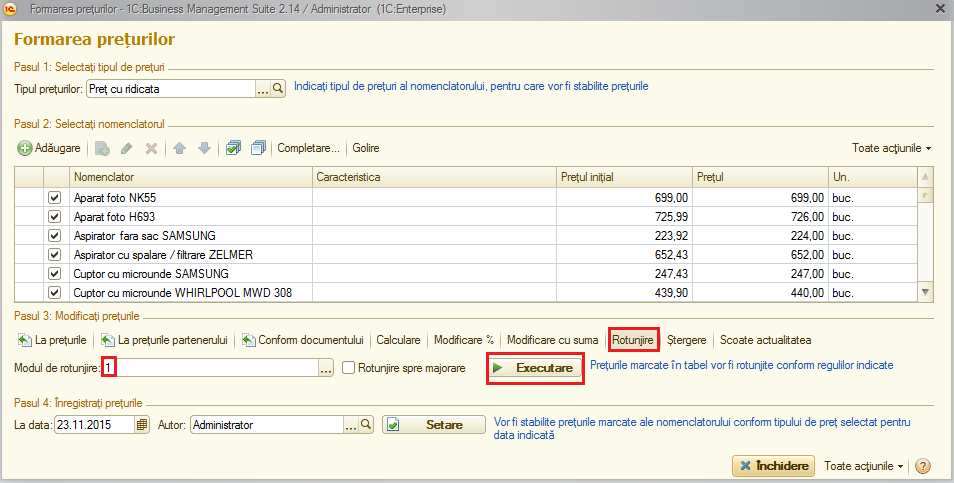 Formarea prețurilor - 1C:Business Management Suite 2.14 / Administrator (1C:Enterprise)
Formarea prețurilor
Pasul 1: Selectați tipul de prețuri
Tipul prețurilor: Preț cu ridicata ... Indicați tipul de prețuri al nomenclatorului, pentru care vor fi stabilite prețurile
Pasul 2: Selectați nomenclatorul
Adăugare Completare... Golire Toate acțiunile
Nomenclator Caracteristica Prețul inițial Prețul Un.
Aparat foto NK55 699,00 699,00 buc.
Aparat foto H693 725,99 726,00 buc.
Aspirator fara sac SAMSUNG 223,92 224,00 buc.
Aspirator cu spalare / filtrare ZELMER 652,43 652,00 buc.
Cuptor cu microunde SAMSUNG 247,43 247,00 buc.
Cuptor cu microunde WHIRLPOOL MWD 308 439,90 440,00 buc.
Pasul 3: Modificați prețurile
La prețurile La prețurile partenerului Conform documentului Calculare Modificare % Modificare cu suma Rotunjire Ștergere Scoate actualitatea
Modul de rotunjire: 1 ... Rotunjire spre majorare Executare Prețurile marcate în tabel vor fi rotunjite conform regulilor indicate
Pasul 4: Înregistrați prețurile
La data: 23.11.2015 Autor: Administrator ... Setare Vor fi stabilite prețurile marcate ale nomenclatorului conform tipului de preț selectat pentru
data indicată
Închidere Toate acțiunile ?